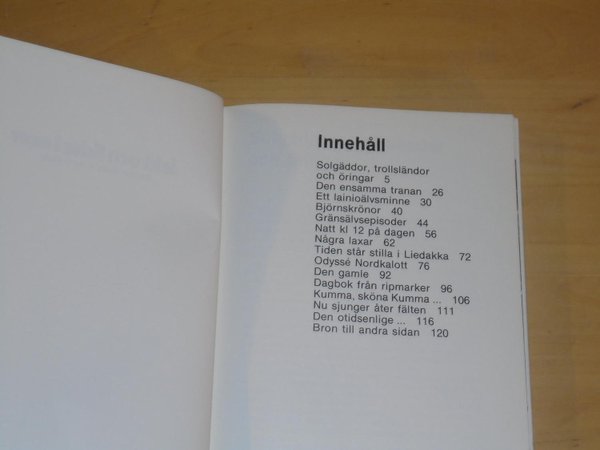 Innehåll
Solgäddor, trollsländor
och öringar 5
Den ensamma tranan 26
Ett lainioälvsminne 30
Björnskrönor 40
Gränsälvsepisoder 44
Natt kl 12 på dagen 56
Några laxar 62
Tiden står stilla i Liedakka 72
Odyssé Nordkalott 76
Den gamle 92
Dagbok från ripmarker 96
Kumma, sköna Kumma ... 106
Nu sjunger åter fälten 111
Den otidsenlige ... 116
Bron till andra sidan 120